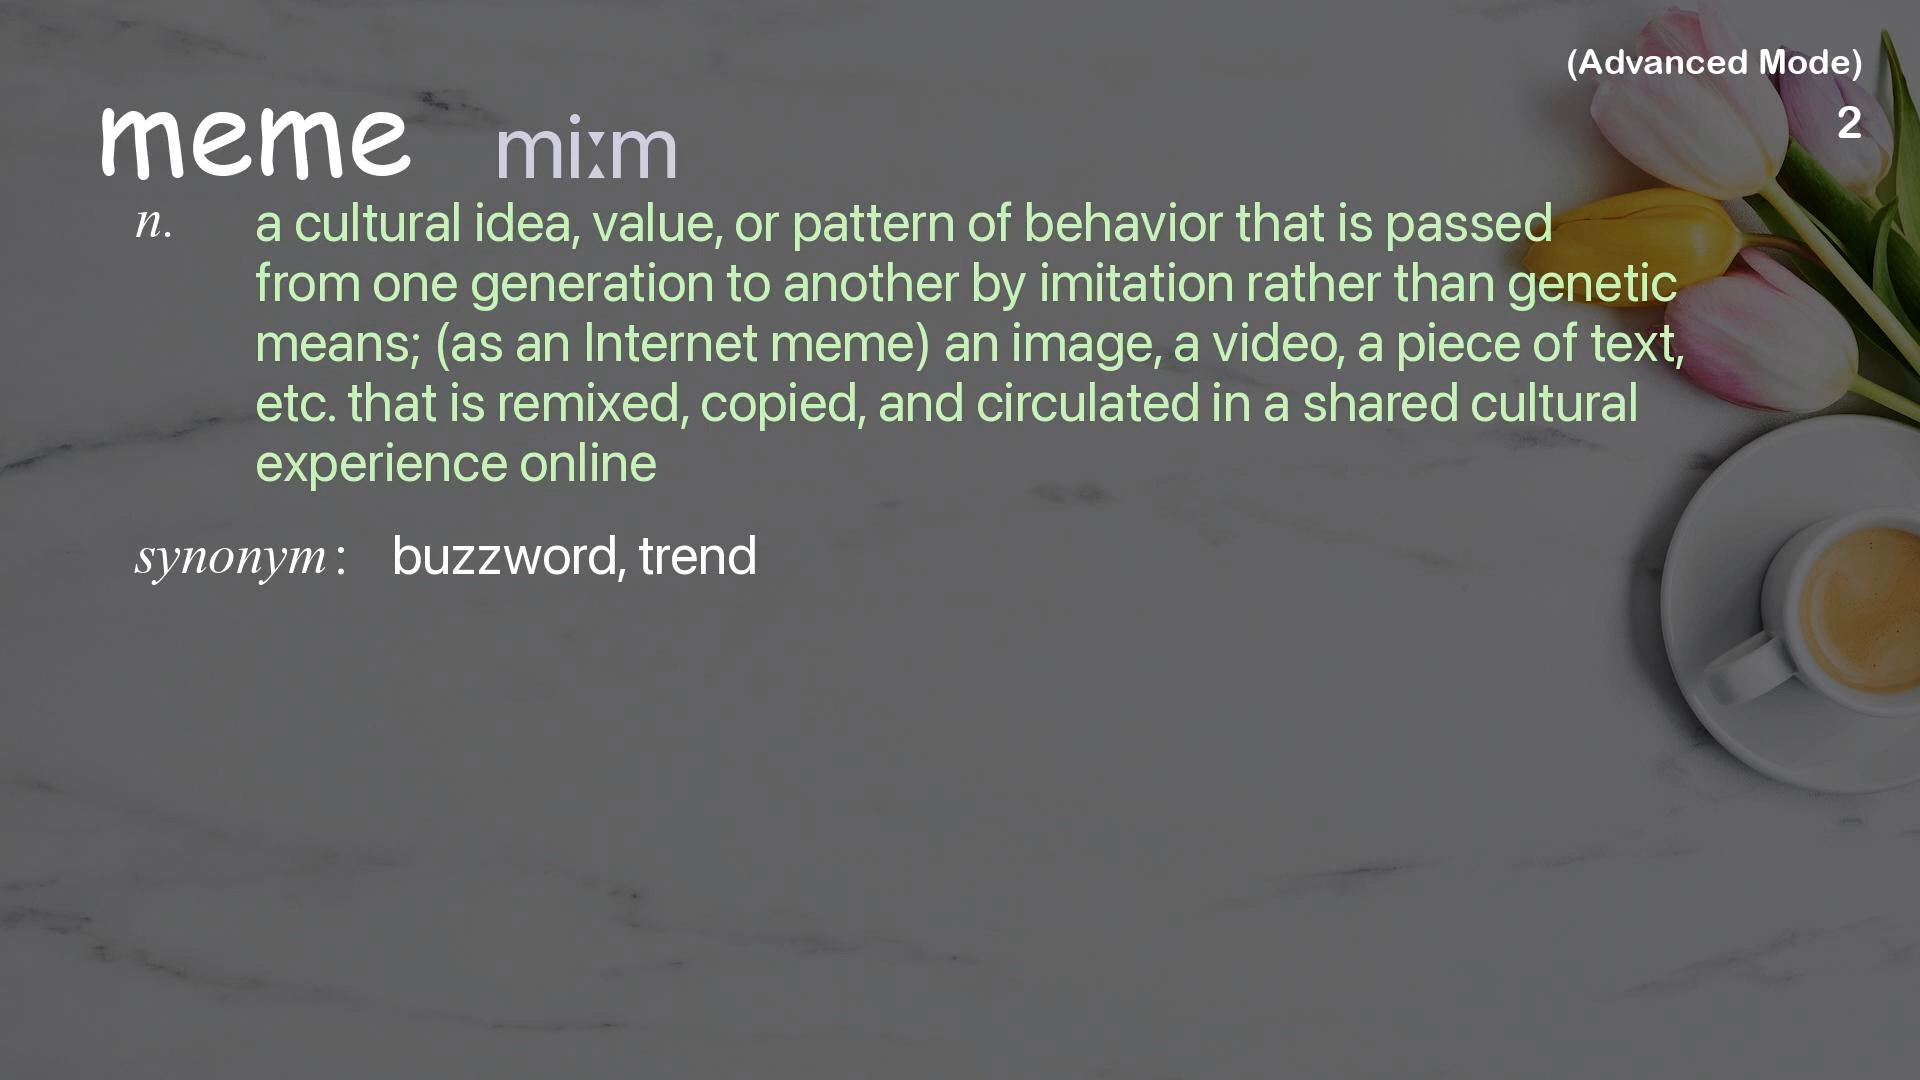 (Advanced Mode)
2
meme miːm
n. a cultural idea, value, or pattern of behavior that is passed
from one generation to another by imitation rather than genetic
means; (as an Internet meme) an image, a video, a piece of text,
etc. that is remixed, copied, and circulated in a shared cultural
experience online
synonym : buzzword, trend